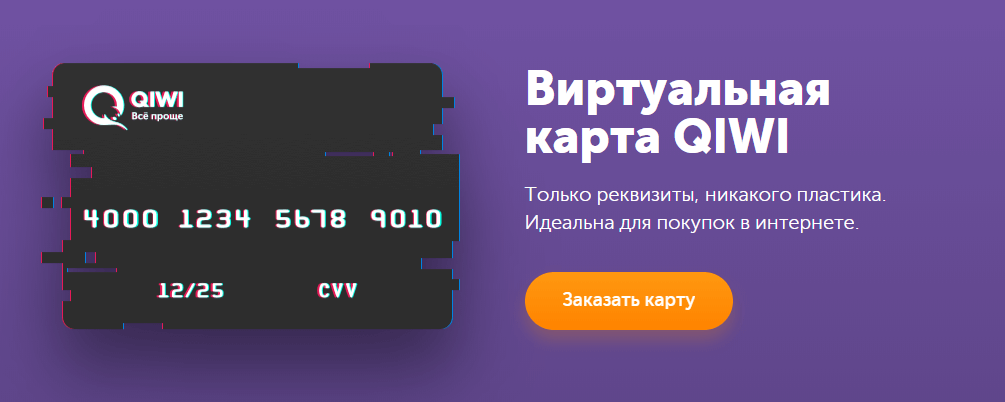 QIWI
Всё проще
4000 1234 5678 9010
12/25 CVV
Виртуальная
карта QIWI
Только реквизиты, никакого пластика.
Идеальна для покупок в интернете.
Заказать карту